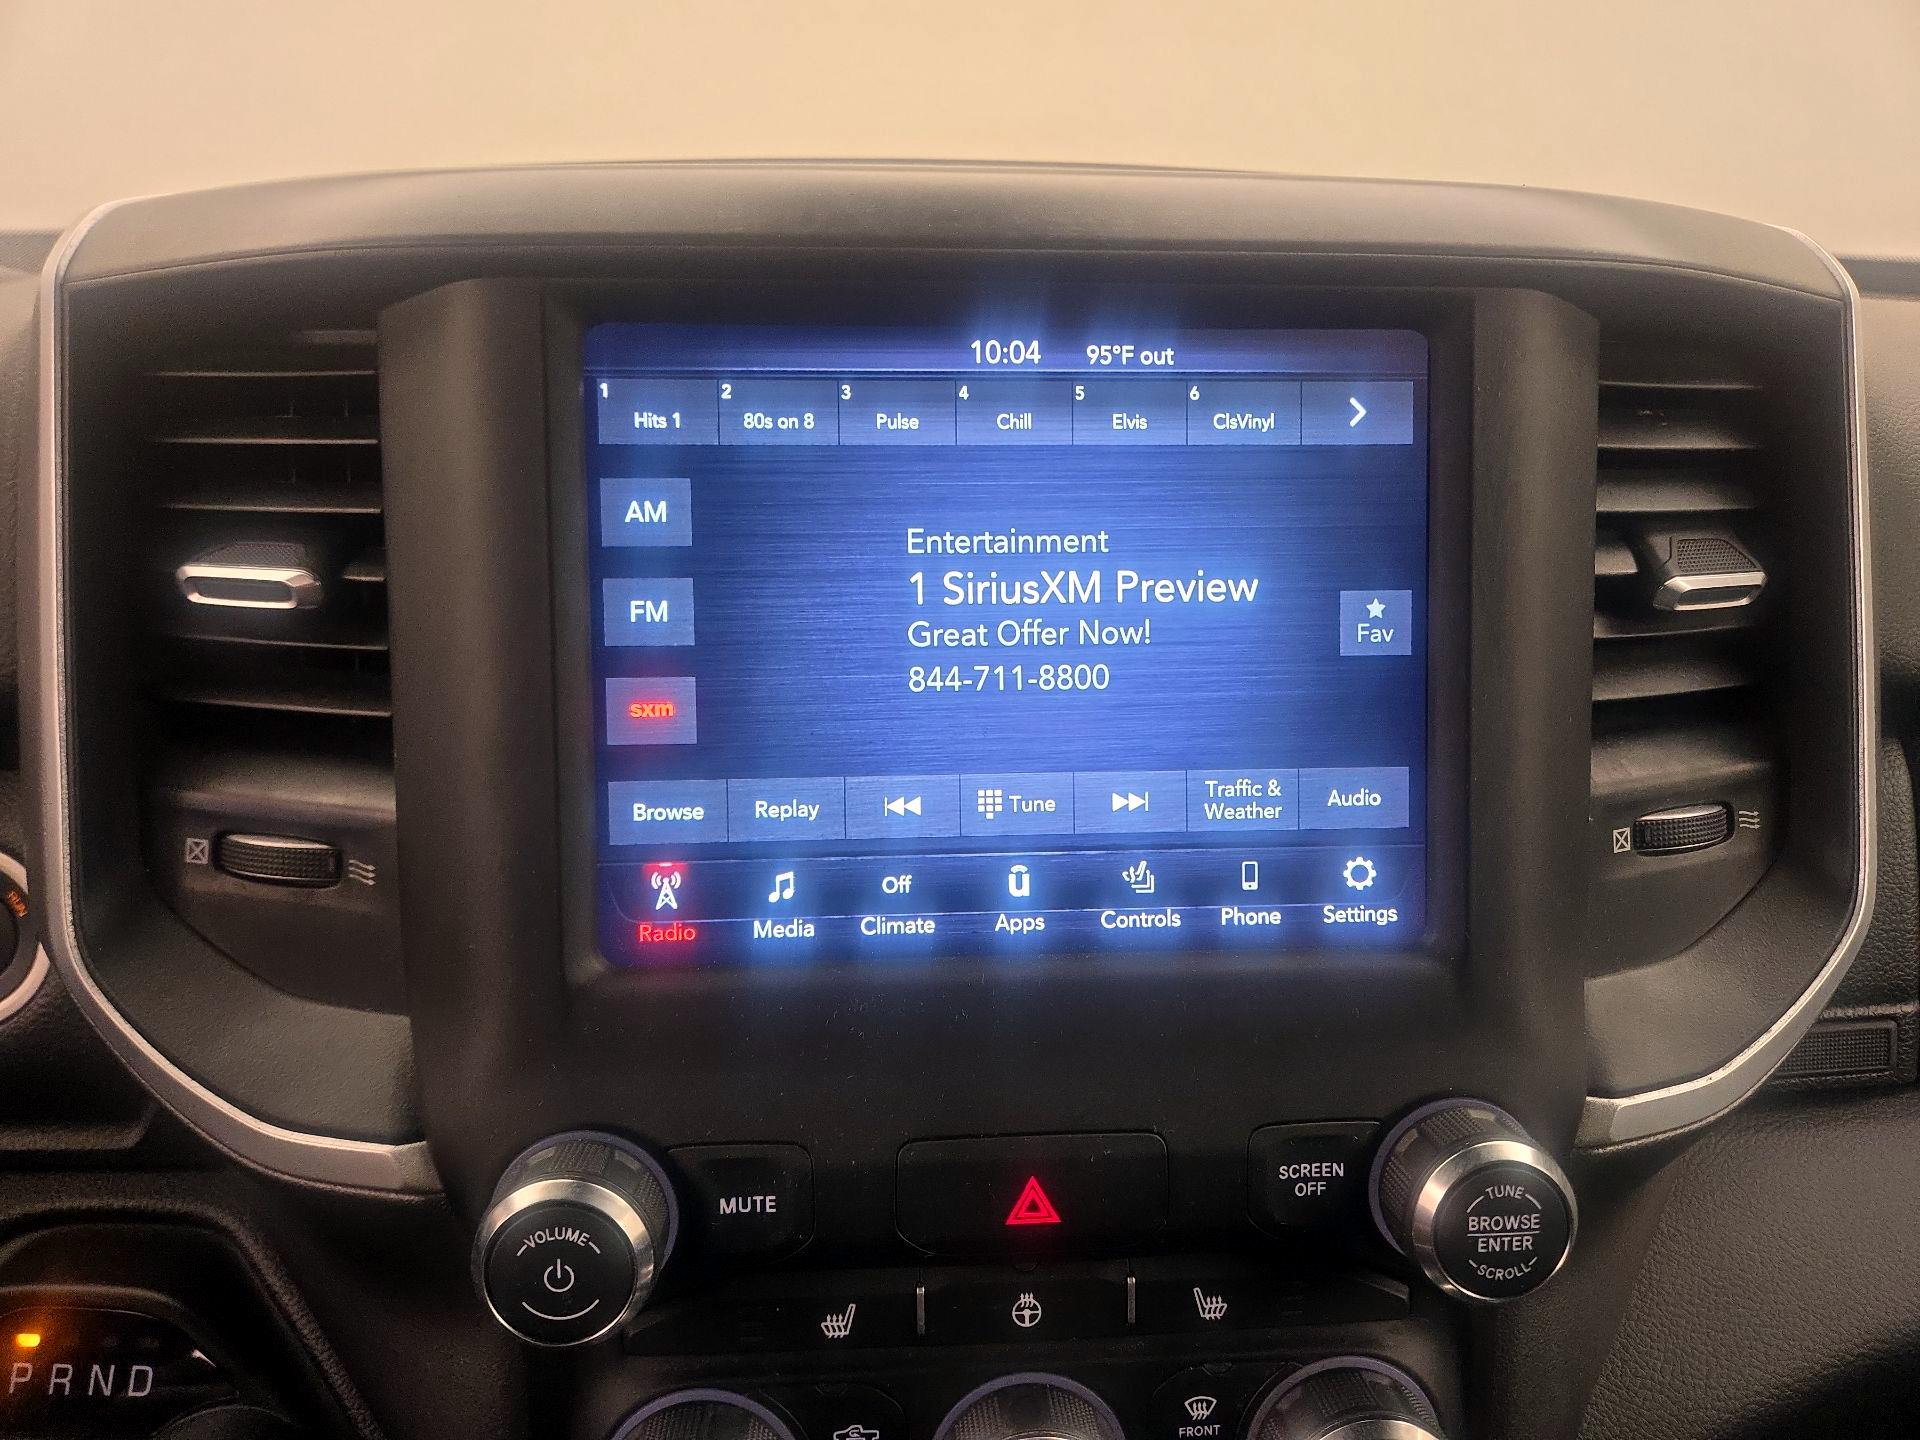 10:04 95°F out
1 Hits 1
2 80s on 8
3 Pulse
4 Chill
5 Elvis
6 ClsVinyl
AM
FM
sxm
Entertainment
1 SiriusXM Preview
Great Offer Now!
844-711-8800
Fav
Browse
Replay
Tune
Traffic &
Weather
Audio
Radio
Media
Off
Climate
Apps
Controls
Phone
Settings
RUN
VOLUME
MUTE
SCREEN
OFF
TUNE
BROWSE
ENTER
SCROLL
P R N D
FRONT